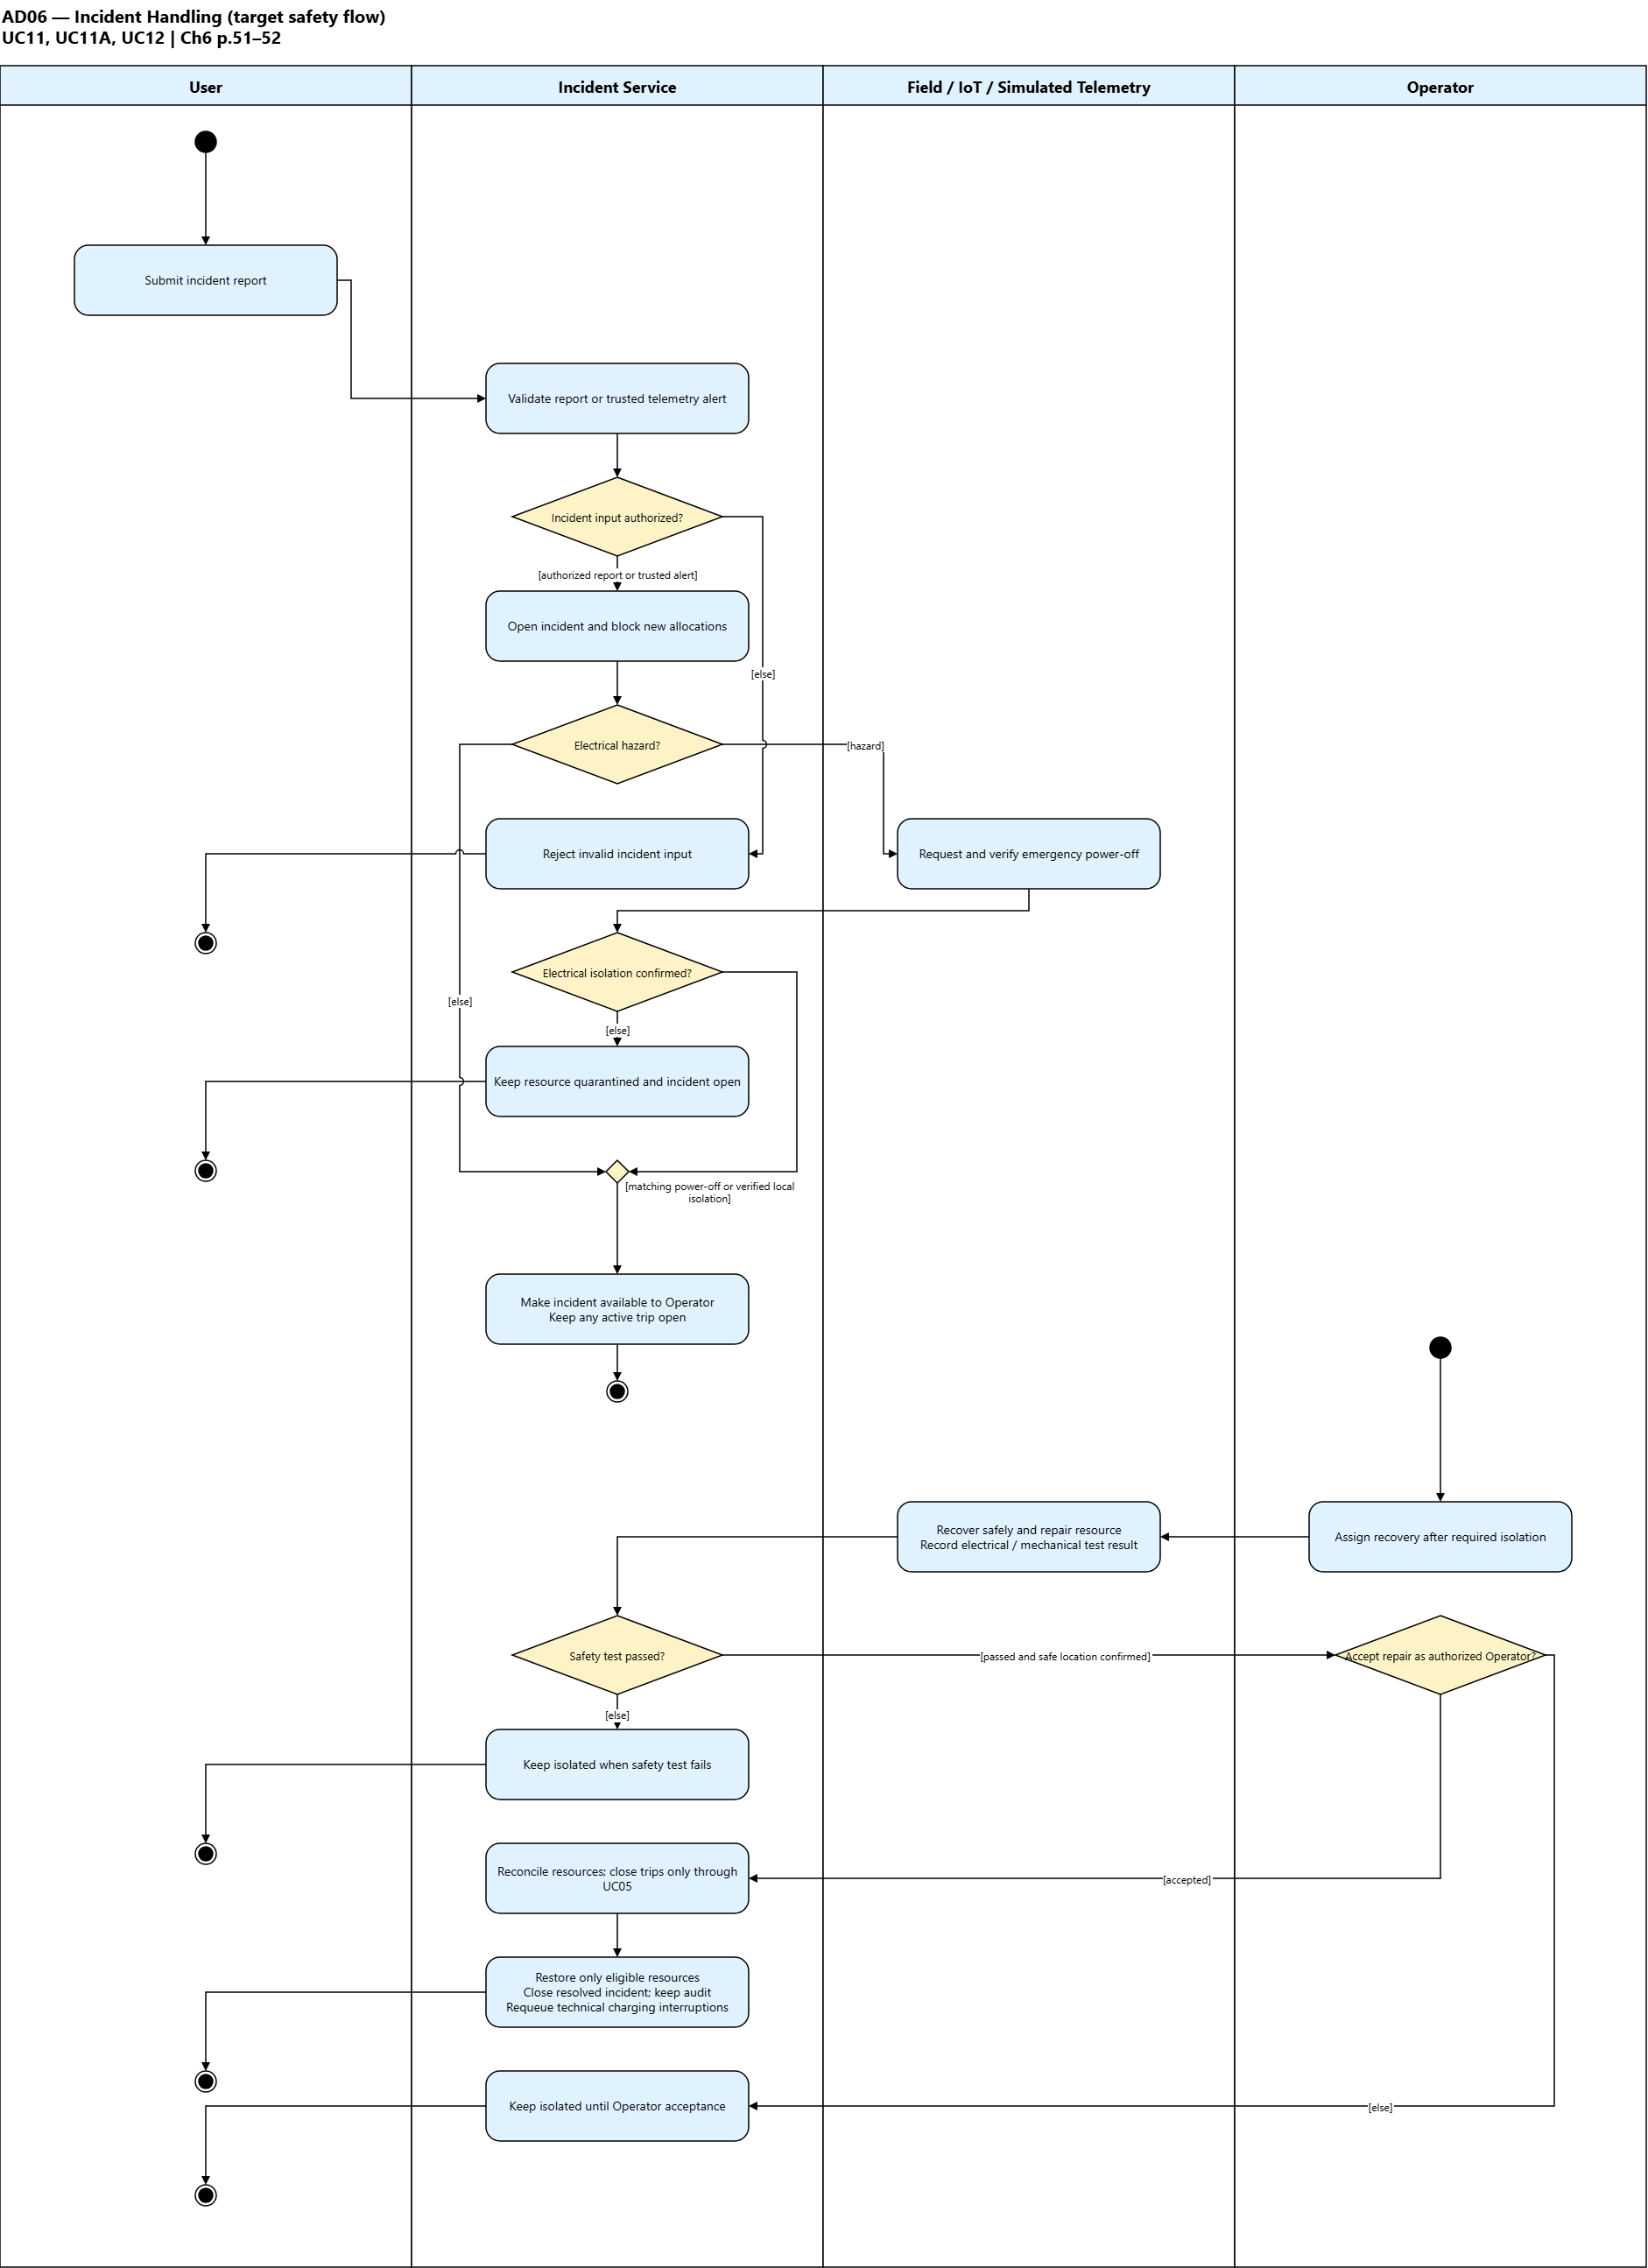 AD06 — Incident Handling (target safety flow)
UC11, UC11A, UC12 | Ch6 p.51–52
User
Incident Service
Field / IoT / Simulated Telemetry
Operator
Submit incident report
Validate report or trusted telemetry alert
Incident input authorized?
[authorized report or trusted alert]
Open incident and block new allocations
[else]
Electrical hazard?
[hazard]
Reject invalid incident input
Request and verify emergency power-off
Electrical isolation confirmed?
[else]
[else]
Keep resource quarantined and incident open
[matching power-off or verified local
isolation]
Make incident available to Operator
Keep any active trip open
Recover safely and repair resource
Record electrical / mechanical test result
Assign recovery after required isolation
Safety test passed?
[passed and safe location confirmed]
Accept repair as authorized Operator?
[else]
Keep isolated when safety test fails
Reconcile resources; close trips only through
UC05
[accepted]
Restore only eligible resources
Close resolved incident; keep audit
Requeue technical charging interruptions
Keep isolated until Operator acceptance
[else]